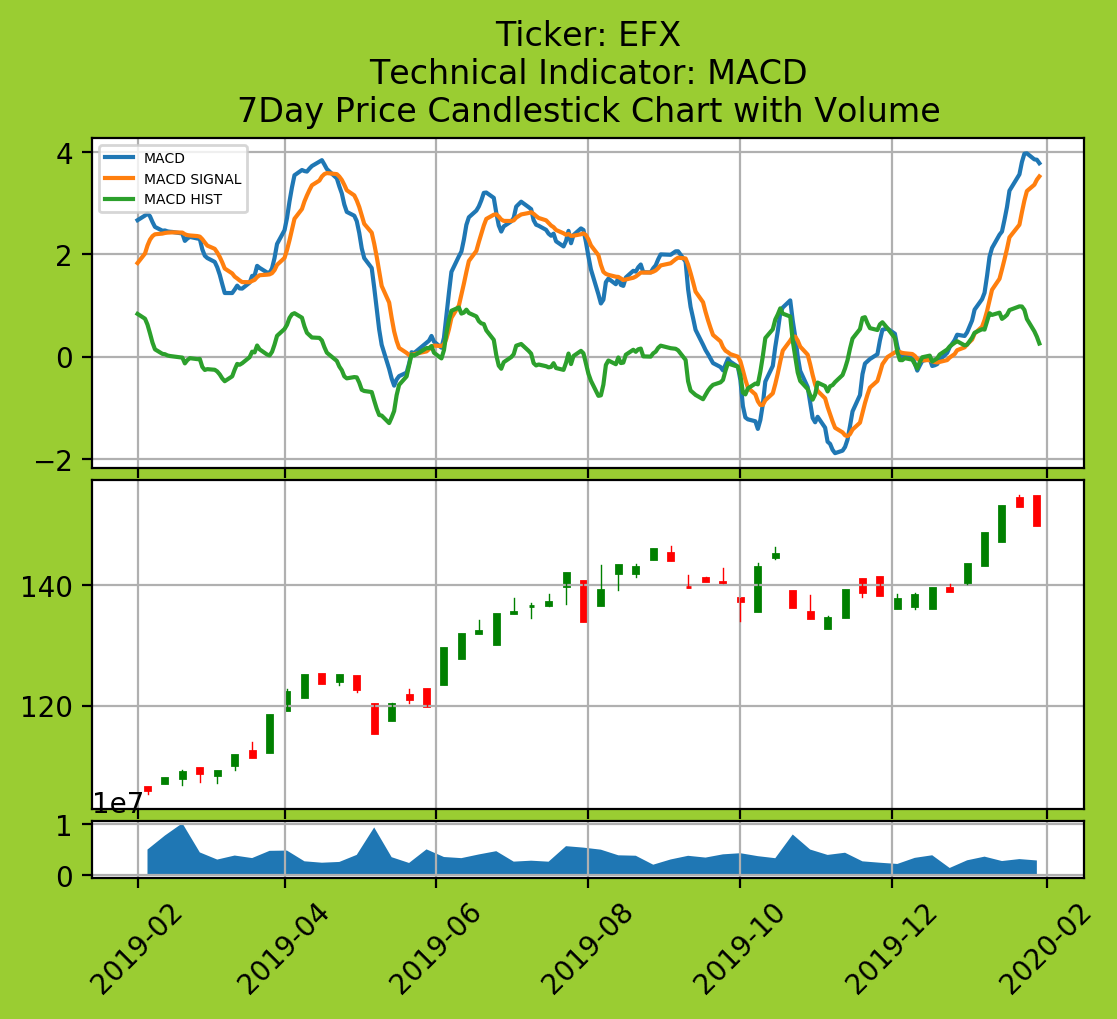 Ticker: EFX
Technical Indicator: MACD
7Day Price Candlestick Chart with Volume
MACD
MACD SIGNAL
MACD HIST
4
2
0
−2
140
120
1e7
1
0
2019-02
2019-04
2019-06
2019-08
2019-10
2019-12
2020-02